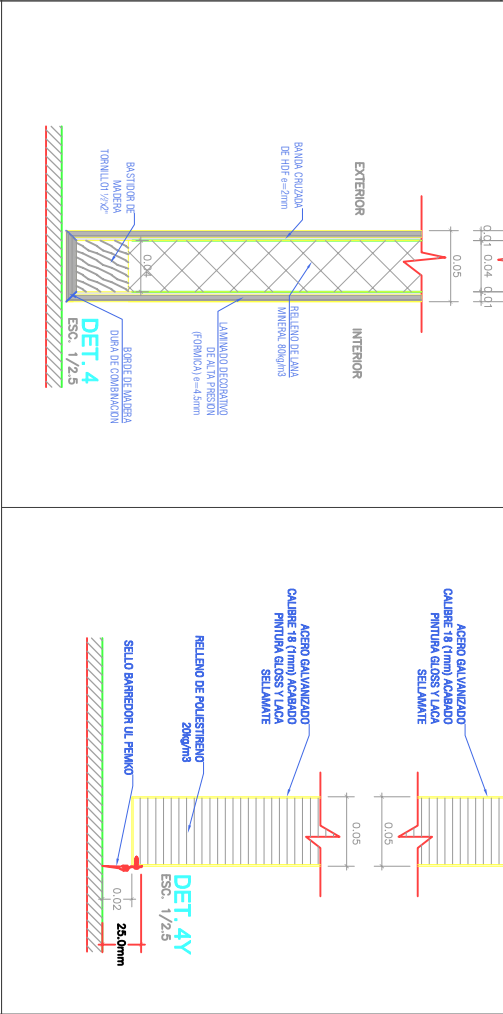 EXTERIOR
INTERIOR
0.01
0.04
0.01
0.05
BANDA CRUZADA
DE HDF e=2mm
RELLENO DE LANA
MINERAL 80kg/m3
LAMINADO DECORATIVO
DE ALTA PRESION
(FORMICA) e=4.5mm
BASTIDOR DE
MADERA
TORNILLO1 ½"x2"
0.04
BORDE DE MADERA
DURA DE COMBINACION
DET. 4
ESC. 1/2.5
ACERO GALVANIZADO
CALIBRE 18 (1mm) ACABADO
PINTURA GLOSS Y LACA
SELLAMATE
0.05
ACERO GALVANIZADO
CALIBRE 18 (1mm) ACABADO
PINTURA GLOSS Y LACA
SELLAMATE
0.05
RELLENO DE POLIESTIRENO
20kg/m3
SELLO BARREDOR UL PEMKO
0.02
25.0mm
DET. 4Y
ESC. 1/2.5